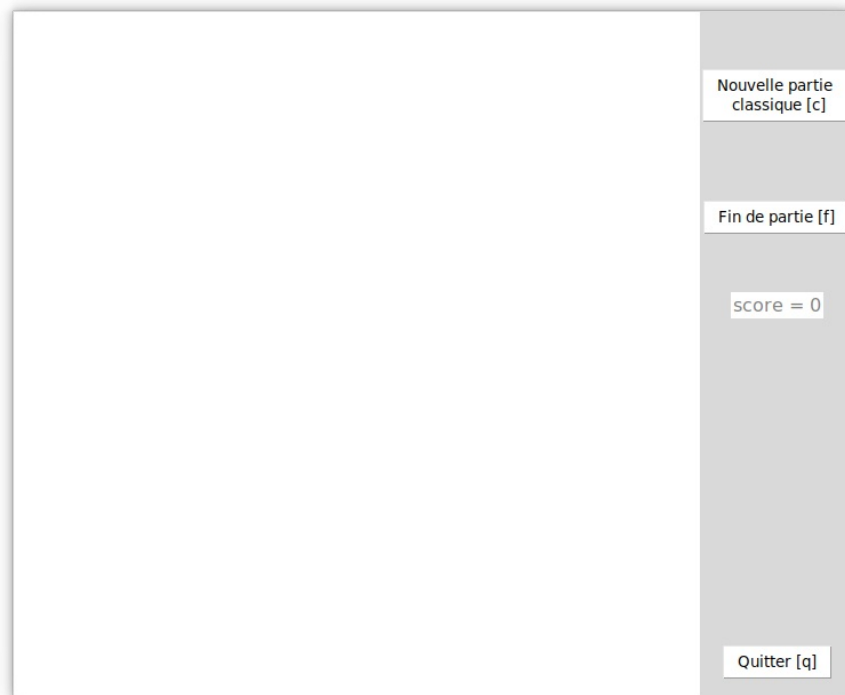 Nouvelle partie
classique [c]
Fin de partie [f]
score = 0
Quitter [q]